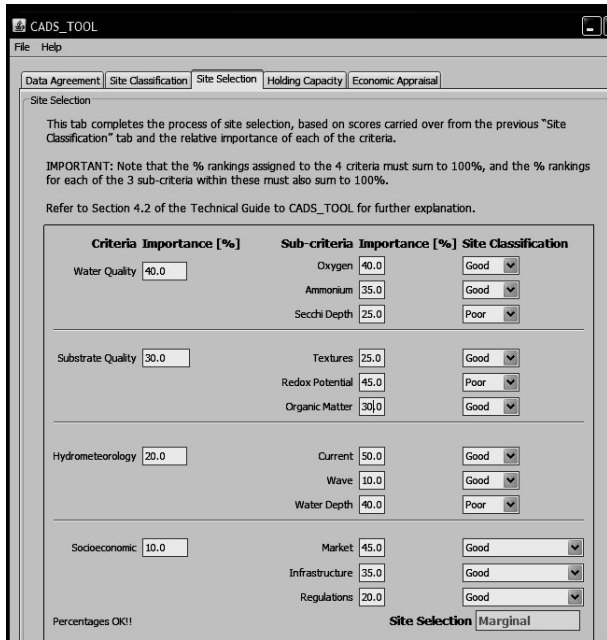 CADS_TOOL
File Help
Data Agreement Site Classification Site Selection Holding Capacity Economic Appraisal
Site Selection
This tab completes the process of site selection, based on scores carried over from the previous "Site
Classification" tab and the relative importance of each of the criteria.
IMPORTANT: Note that the % rankings assigned to the 4 criteria must sum to 100%, and the % rankings
for each of the 3 sub-criteria within these must also sum to 100%.
Refer to Section 4.2 of the Technical Guide to CADS_TOOL for further explanation.
Criteria Importance [%] Sub-criteria Importance [%] Site Classification
Water Quality 40.0 Oxygen 40.0 Good
Ammonium 35.0 Good
Secchi Depth 25.0 Poor
Substrate Quality 30.0 Textures 25.0 Good
Redox Potential 45.0 Poor
Organic Matter 30.0 Good
Hydrometeorology 20.0 Current 50.0 Good
Wave 10.0 Good
Water Depth 40.0 Poor
Socioeconomic 10.0 Market 45.0 Good
Infrastructure 35.0 Good
Regulations 20.0 Good
Percentages OK!! Site Selection Marginal